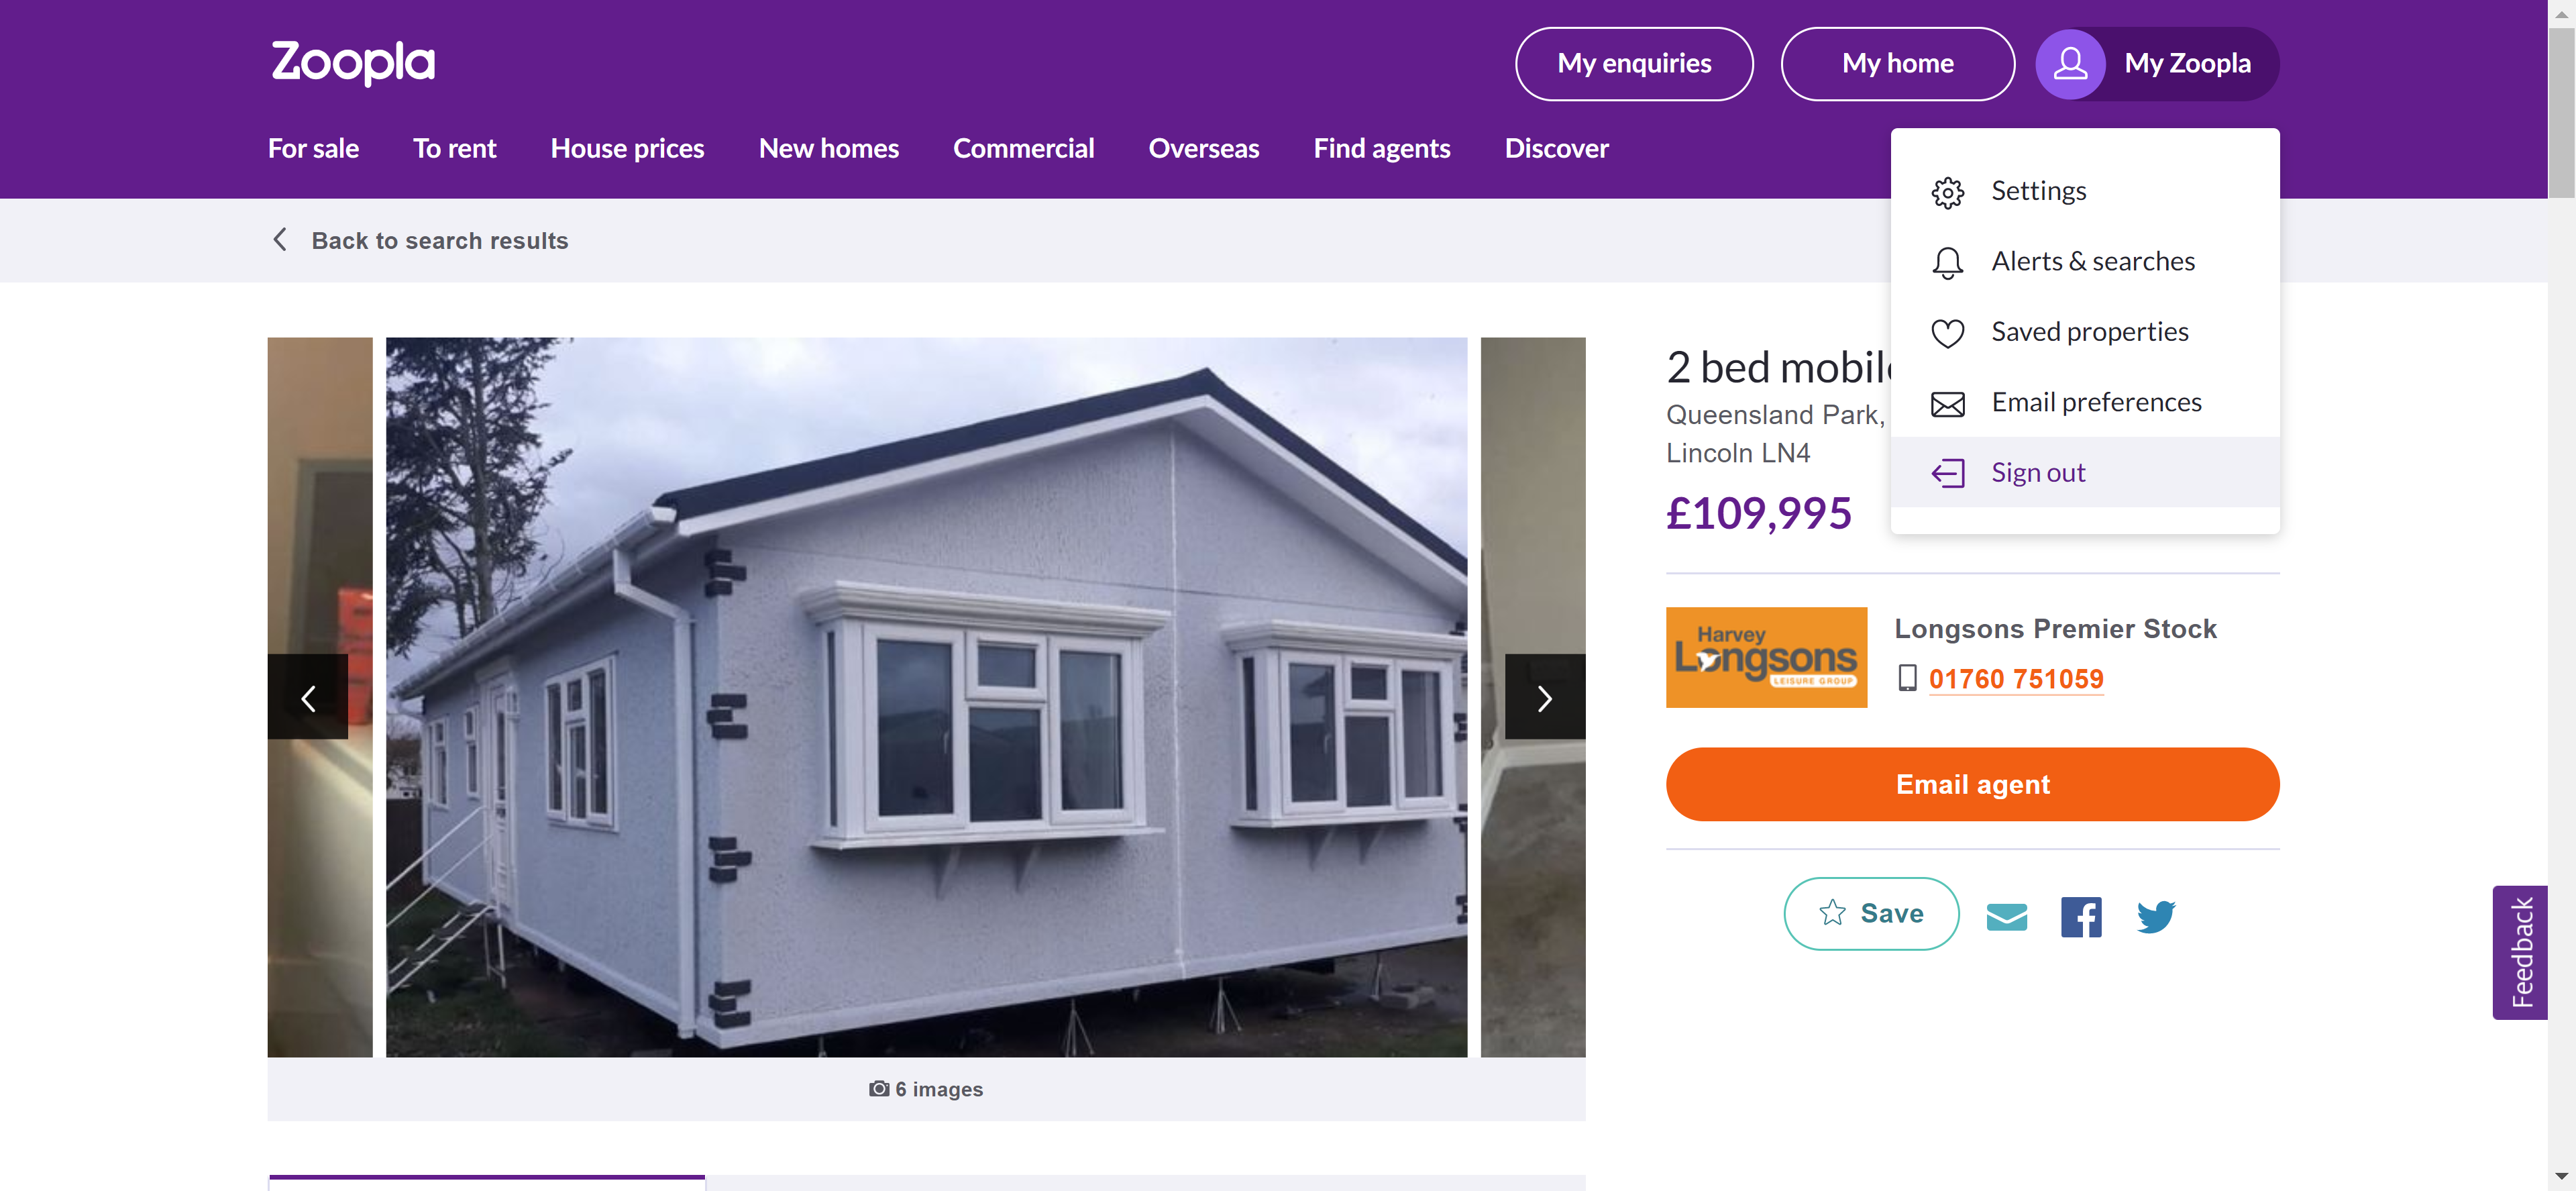 Zoopla
My enquiries
My home
My Zoopla
For sale
To rent
House prices
New homes
Commercial
Overseas
Find agents
Discover
Settings
Alerts & searches
Saved properties
Email preferences
Sign out
Back to search results
2 bed mobil
Queensland Park,
Lincoln LN4
£109,995
Harvey
Longsons
LEISURE GROUP
Longsons Premier Stock
01760 751059
Email agent
Save
Feedback
6 images